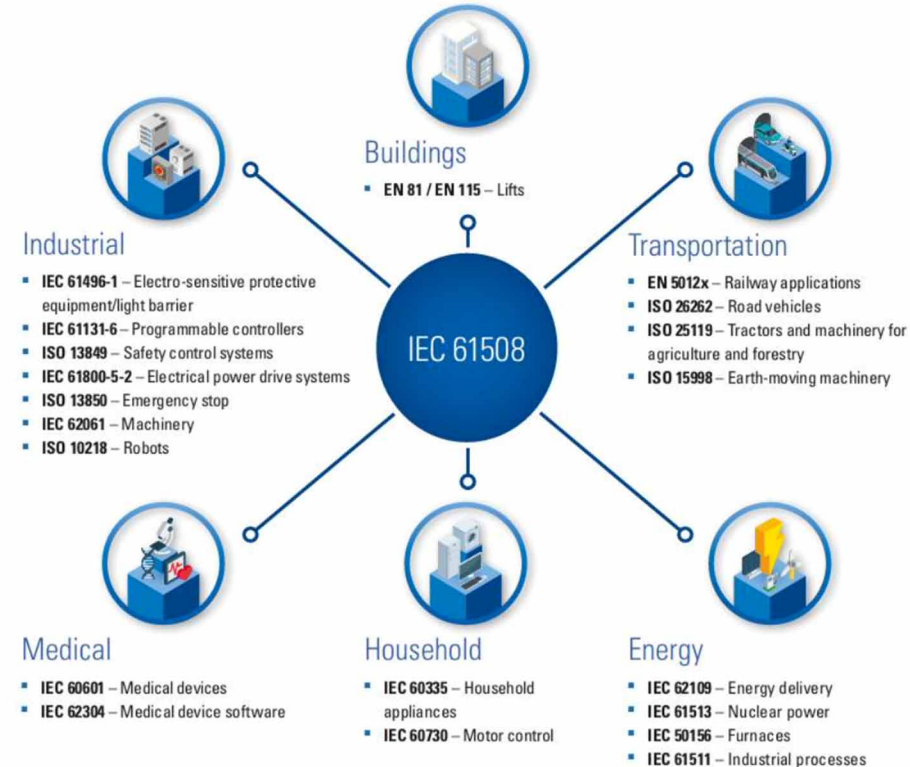 Buildings
EN 81 / EN 115 – Lifts
Industrial
IEC 61496-1 – Electro-sensitive protective
equipment/light barrier
IEC 61131-6 – Programmable controllers
ISO 13849 – Safety control systems
IEC 61800-5-2 – Electrical power drive systems
ISO 13850 – Emergency stop
IEC 62061 – Machinery
ISO 10218 – Robots
IEC 61508
Transportation
EN 5012x – Railway applications
ISO 26262 – Road vehicles
ISO 25119 – Tractors and machinery for
agriculture and forestry
ISO 15998 – Earth-moving machinery
Medical
IEC 60601 – Medical devices
IEC 62304 – Medical device software
Household
IEC 60335 – Household
appliances
IEC 60730 – Motor control
Energy
IEC 62109 – Energy delivery
IEC 61513 – Nuclear power
IEC 50156 – Furnaces
IEC 61511 – Industrial processes